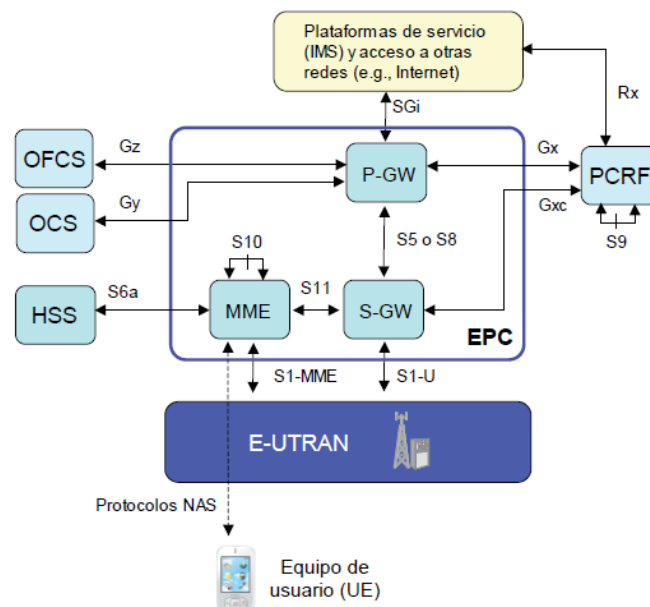 Plataformas de servicio
(IMS) y acceso a otras
redes (e.g., Internet)
SGi
Rx
OFCS
Gz
P-GW
Gx
PCRF
OCS
Gy
Gxc
S9
S5 o S8
S10
HSS
S6a
MME
S11
S-GW
EPC
S1-MME
S1-U
E-UTRAN
Protocolos NAS
Equipo de
usuario (UE)